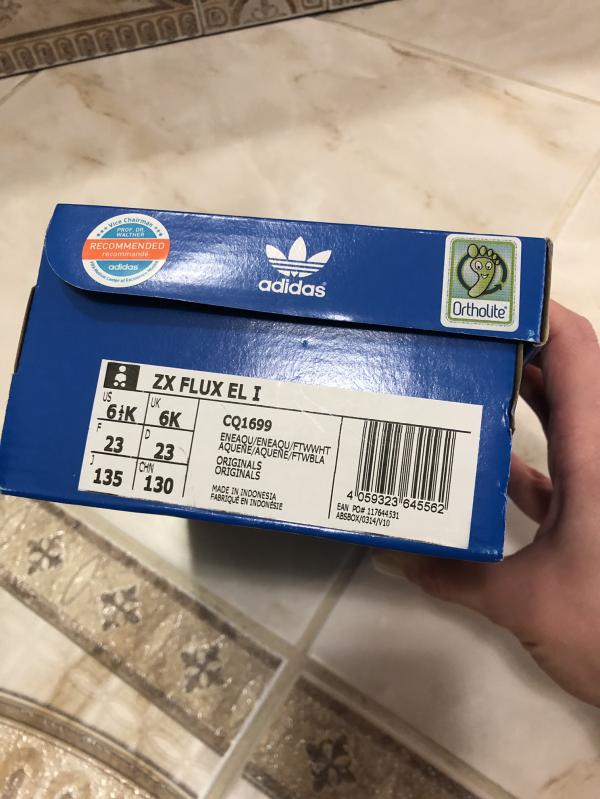 Vice Chairman
PROF. DR.
WALTHER
RECOMMENDED
recommandé
adidas
adidas
Ortholite®
ZX FLUX EL I
US
6½K
UK
6K
F
23
D
23
J
135
CHN
130
CQ1699
ENEAQU/ENEAQU/FTWWHT
AQUENE/AQUENE/FTWBLA
ORIGINALS
ORIGINALS
MADE IN INDONESIA
FABRIQUÉ EN INDONÉSIE
4 059323 645562
EAN PO# 117644531
ABSBOX/0314/V10